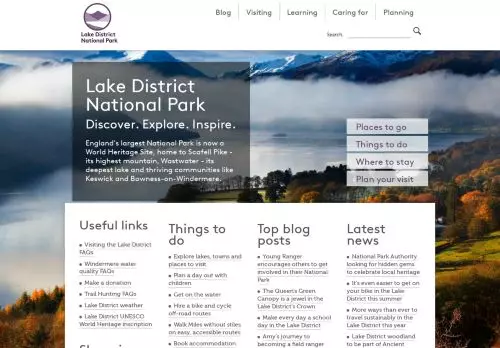 Lake District
National Park
Blog
Visiting
Learning
Caring for
Planning
Search:
Lake District
National Park
Discover. Explore. Inspire.
England's largest National Park is now a
World Heritage Site, home to Scafell Pike -
its highest mountain, Wastwater - its
deepest lake and thriving communities like
Keswick and Bowness-on-Windermere.
Places to go
Things to do
Where to stay
Plan your visit
Useful links
Visiting the Lake District
FAQs
Windermere water
quality FAQs
Make a donation
Trail Hunting FAQs
Lake District weather
Lake District UNESCO
World Heritage inscription
Things to
do
Explore lakes, towns
and places to visit
Plan a day out with
children
Get on the water
Hire a bike and cycle
off-road routes
Walk Miles without stiles
on easy, accessible routes
Book accommodation
Top blog
posts
Young Ranger
encourages others to get
involved in their National
Park
The Queen's Green
Canopy is a jewel in the
Lake District's Crown
Make every day a
school day in the Lake
District
Amy's journey to
becoming a field ranger
Latest
news
National Park Authority
looking for hidden gems
to celebrate local heritage
It's even easier to get
on your bike in the Lake
District this summer
More ways than ever to
travel sustainably in the
Lake District this year
Lake District woodland
to be part of Ancient